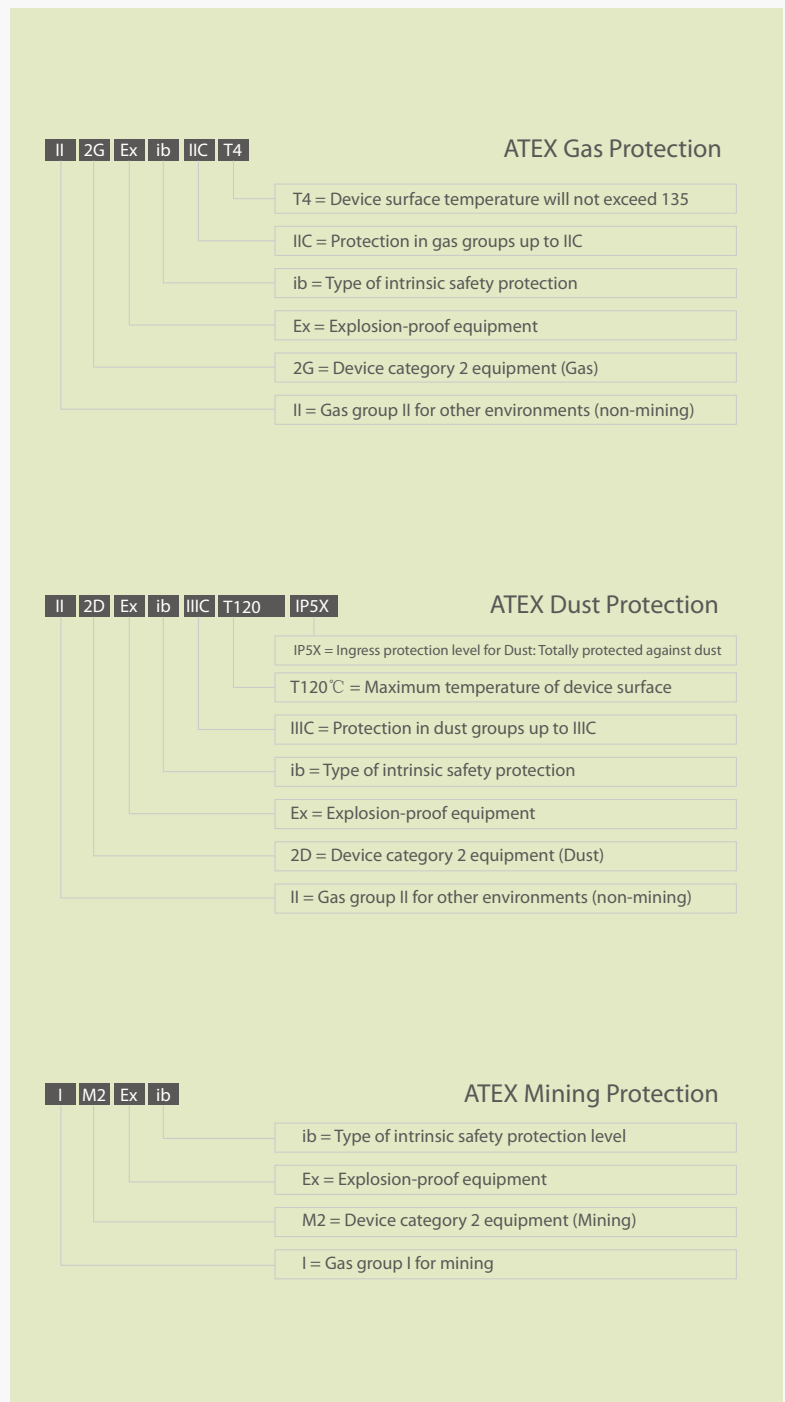 II 2G Ex ib IIC T4
ATEX Gas Protection
T4 = Device surface temperature will not exceed 135
IIC = Protection in gas groups up to IIC
ib = Type of intrinsic safety protection
Ex = Explosion-proof equipment
2G = Device category 2 equipment (Gas)
II = Gas group II for other environments (non-mining)
II 2D Ex ib IIIC T120 IP5X
ATEX Dust Protection
IP5X = Ingress protection level for Dust: Totally protected against dust
T120℃ = Maximum temperature of device surface
IIIC = Protection in dust groups up to IIIC
ib = Type of intrinsic safety protection
Ex = Explosion-proof equipment
2D = Device category 2 equipment (Dust)
II = Gas group II for other environments (non-mining)
I M2 Ex ib
ATEX Mining Protection
ib = Type of intrinsic safety protection level
Ex = Explosion-proof equipment
M2 = Device category 2 equipment (Mining)
I = Gas group I for mining